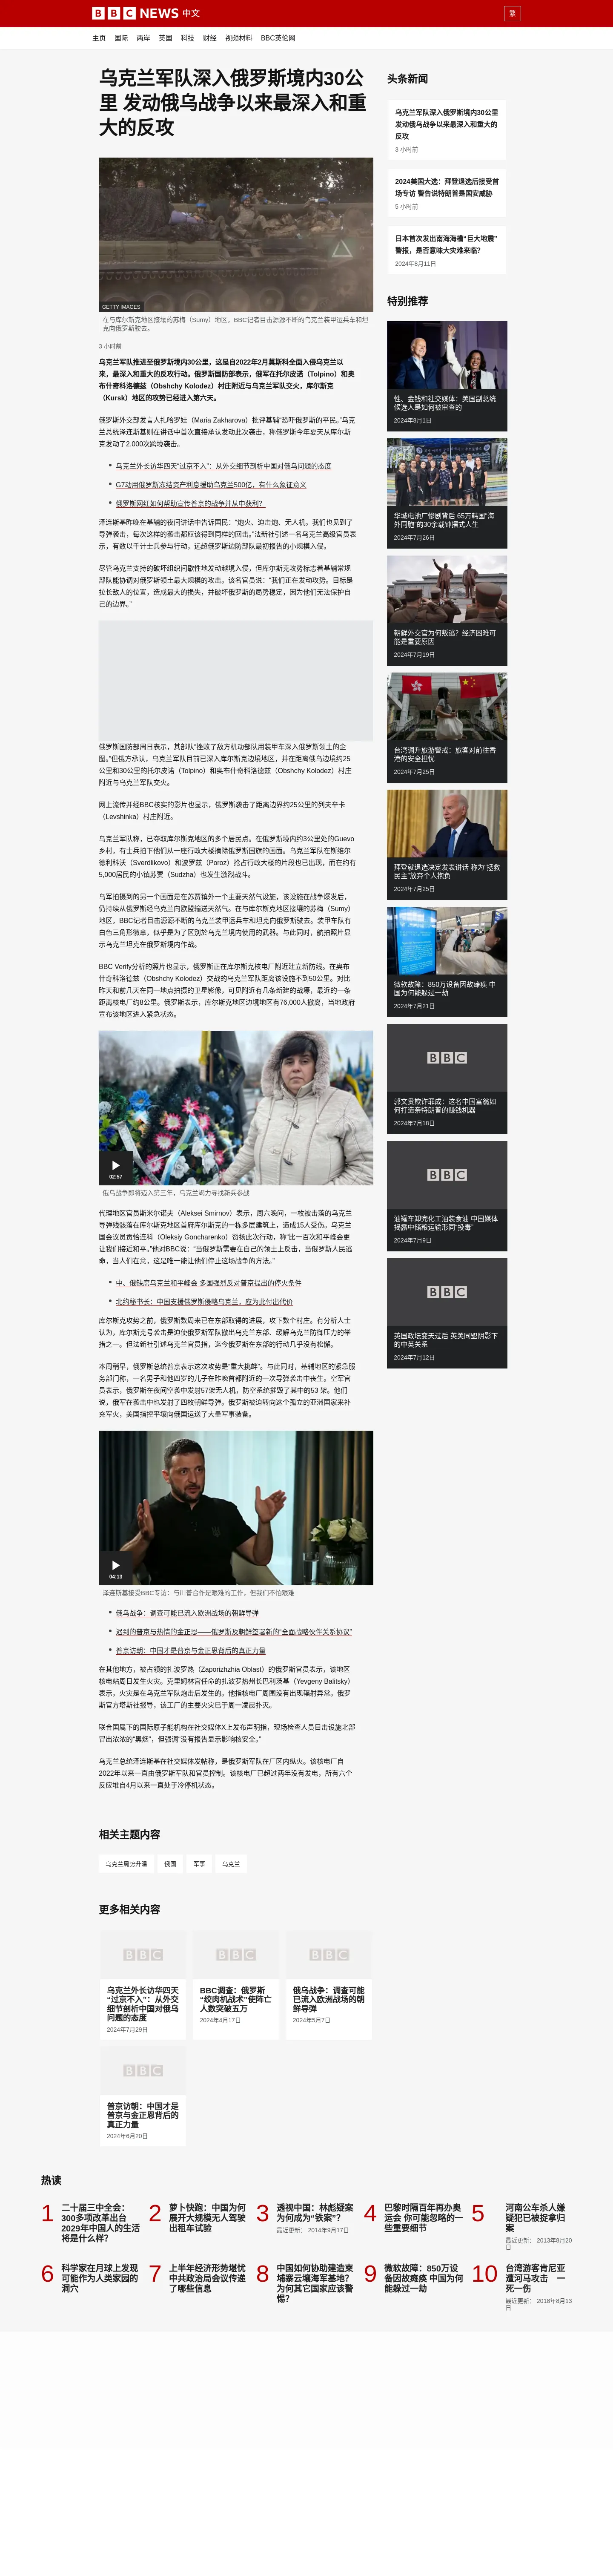 BBC NEWS 中文
繁
主页 国际 两岸 英国 科技 财经 视频材料 BBC英伦网
乌克兰军队深入俄罗斯境内30公
里 发动俄乌战争以来最深入和重
大的反攻
GETTY IMAGES
在与库尔斯克地区接壤的苏梅（Sumy）地区，BBC记者目击源源不断的乌克兰装甲运兵车和坦
克向俄罗斯驶去。
3 小时前
乌克兰军队推进至俄罗斯境内30公里，这是自2022年2月莫斯科全面入侵乌克兰以
来，最深入和重大的反攻行动。俄罗斯国防部表示，俄军在托尔皮诺（Tolpino）和奥
布什奇科洛德兹（Obshchy Kolodez）村庄附近与乌克兰军队交火，库尔斯克
（Kursk）地区的攻势已经进入第六天。
俄罗斯外交部发言人扎哈罗娃（Maria Zakharova）批评基辅“恐吓俄罗斯的平民。”乌克
兰总统泽连斯基则在讲话中首次直接承认发动此次袭击，称俄罗斯今年夏天从库尔斯
克发动了2,000次跨境袭击。
乌克兰外长访华四天“过京不入”：从外交细节剖析中国对俄乌问题的态度
G7动用俄罗斯冻结资产利息援助乌克兰500亿，有什么象征意义
俄罗斯网红如何帮助宣传普京的战争并从中获利？
泽连斯基昨晚在基辅的夜间讲话中告诉国民：“炮火、迫击炮、无人机。我们也见到了
导弹袭击，每次这样的袭击都应该得到同样的回击。”法新社引述一名乌克兰高级官员表
示，有数以千计士兵参与行动，远超俄罗斯边防部队最初报告的小规模入侵。
尽管乌克兰支持的破坏组织间歇性地发动越境入侵，但库尔斯克攻势标志着基辅常规
部队能协调对俄罗斯领土最大规模的攻击。该名官员说：“我们正在发动攻势。目标是
拉长敌人的位置，造成最大的损失，并破坏俄罗斯的局势稳定，因为他们无法保护自
己的边界。”
俄罗斯国防部周日表示，其部队“挫败了敌方机动部队用装甲车深入俄罗斯领土的企
图。”但俄方承认，乌克兰军队目前已深入库尔斯克边境地区，并在距离俄乌边境约25
公里和30公里的托尔皮诺（Tolpino）和奥布什奇科洛德兹（Obshchy Kolodez）村庄
附近与乌克兰军队交火。
网上流传并经BBC核实的影片也显示，俄罗斯袭击了距离边界约25公里的列夫辛卡
（Levshinka）村庄附近。
乌克兰军队称，已夺取库尔斯克地区的多个居民点。在俄罗斯境内约3公里处的Guevo
乡村，有士兵拍下他们从一座行政大楼摘除俄罗斯国旗的画面。乌克兰军队在斯维尔
德利科沃（Sverdlikovo）和波罗兹（Poroz）抢占行政大楼的片段也已出现，而在约有
5,000居民的小镇苏贾（Sudzha）也发生激烈战斗。
乌军拍摄到的另一个画面是在苏贾镇外一个主要天然气设施，该设施在战争爆发后，
仍持续从俄罗斯经乌克兰向欧盟输送天然气。在与库尔斯克地区接壤的苏梅（Sumy）
地区，BBC记者目击源源不断的乌克兰装甲运兵车和坦克向俄罗斯驶去。装甲车队有
白色三角形徽章，似乎是为了区别於乌克兰境内使用的武器。与此同时，航拍照片显
示乌克兰坦克在俄罗斯境内作战。
BBC Verify分析的照片也显示，俄罗斯正在库尔斯克核电厂附近建立新防线。在奥布
什奇科洛德兹（Obshchy Kolodez）交战的乌克兰军队距离该设施不到50公里。对比
昨天和前几天在同一地点拍摄的卫星影像，可见附近有几条新建的战壕，最近的一条
距离核电厂约8公里。俄罗斯表示，库尔斯克地区边境地区有76,000人撤离，当地政府
宣布该地区进入紧急状态。
02:57
俄乌战争即将迈入第三年，乌克兰竭力寻找新兵参战
代理地区官员斯米尔诺夫（Aleksei Smirnov）表示，周六晚间，一枚被击落的乌克兰
导弹残骸落在库尔斯克地区首府库尔斯克的一栋多层建筑上，造成15人受伤。乌克兰
国会议员贡恰连科（Oleksiy Goncharenko）赞扬此次行动，称“比一百次和平峰会更
让我们接近和平。”他对BBC说：“当俄罗斯需要在自己的领土上反击，当俄罗斯人民逃
命，当人们在意，这是唯一能让他们停止这场战争的方法。”
中、俄缺席乌克兰和平峰会 多国强烈反对普京提出的停火条件
北约秘书长：中国支援俄罗斯侵略乌克兰，应为此付出代价
库尔斯克攻势之前，俄罗斯数周来已在东部取得的进展，攻下数个村庄。有分析人士
认为，库尔斯克号袭击是迫使俄罗斯军队撤出乌克兰东部、缓解乌克兰防御压力的举
措之一。但法新社引述乌克兰官员指，迄今俄罗斯在东部的行动几乎没有松懈。
本周稍早，俄罗斯总统普京表示这次攻势是“重大挑衅”。与此同时，基辅地区的紧急服
务部门称，一名男子和他四岁的儿子在昨晚首都附近的一次导弹袭击中丧生。空军官
员表示，俄罗斯在夜间空袭中发射57架无人机，防空系统摧毁了其中的53 架。他们
说，俄军在袭击中也发射了四枚朝鲜导弹。俄罗斯被迫转向这个孤立的亚洲国家来补
充军火，美国指控平壤向俄国运送了大量军事装备。
04:13
泽连斯基接受BBC专访：与川普合作是艰难的工作，但我们不怕艰难
俄乌战争：调查可能已流入欧洲战场的朝鲜导弹
迟到的普京与热情的金正恩——俄罗斯及朝鲜签署新的“全面战略伙伴关系协议”
普京访朝：中国才是普京与金正恩背后的真正力量
在其他地方，被占领的扎波罗热（Zaporizhzhia Oblast）的俄罗斯官员表示，该地区
核电站周日发生火灾。克里姆林宫任命的扎波罗热州长巴利茨基（Yevgeny Balitsky）
表示，火灾是在乌克兰军队炮击后发生的。他指核电厂周围没有出现辐射异常。俄罗
斯官方塔斯社报导，该工厂的主要火灾已于周一凌晨扑灭。
联合国属下的国际原子能机构在社交媒体X上发布声明指，现场检查人员目击设施北部
冒出浓浓的“黑烟”，但强调“没有报告显示影响核安全。”
乌克兰总统泽连斯基在社交媒体发帖称，是俄罗斯军队在厂区内纵火。该核电厂自
2022年以来一直由俄罗斯军队和官员控制。该核电厂已超过两年没有发电，所有六个
反应堆自4月以来一直处于冷停机状态。
相关主题内容
乌克兰局势升温 俄国 军事 乌克兰
更多相关内容
乌克兰外长访华四天
“过京不入”：从外交
细节剖析中国对俄乌
问题的态度
2024年7月29日
BBC调查：俄罗斯
“绞肉机战术”使阵亡
人数突破五万
2024年4月17日
俄乌战争：调查可能
已流入欧洲战场的朝
鲜导弹
2024年5月7日
普京访朝：中国才是
普京与金正恩背后的
真正力量
2024年6月20日
头条新闻
乌克兰军队深入俄罗斯境内30公里
发动俄乌战争以来最深入和重大的
反攻
3 小时前
2024美国大选：拜登退选后接受首
场专访 警告说特朗普是国安威胁
5 小时前
日本首次发出南海海槽“巨大地震”
警报，是否意味大灾难来临？
2024年8月11日
特别推荐
性、金钱和社交媒体：美国副总统
候选人是如何被审查的
2024年8月1日
华城电池厂惨剧背后 65万韩国“海
外同胞”的30余载钟摆式人生
2024年7月26日
朝鲜外交官为何叛逃？经济困难可
能是重要原因
2024年7月19日
台湾调升旅游警戒：旅客对前往香
港的安全担忧
2024年7月25日
拜登就退选决定发表讲话 称为“拯救
民主”放弃个人抱负
2024年7月25日
微软故障：850万设备因故瘫痪 中
国为何能躲过一劫
2024年7月21日
BBC
郭文贵欺诈罪成：这名中国富翁如
何打造亲特朗普的赚钱机器
2024年7月18日
BBC
油罐车卸完化工油装食油 中国媒体
揭露中储粮运输形同“投毒”
2024年7月9日
BBC
英国政坛变天过后 英美同盟阴影下
的中英关系
2024年7月12日
热读
1 二十届三中全会：
300多项改革出台
2029年中国人的生活
将是什么样？
2 萝卜快跑：中国为何
展开大规模无人驾驶
出租车试验
3 透视中国：林彪疑案
为何成为“铁案”？
最近更新： 2014年9月17日
4 巴黎时隔百年再办奥
运会 你可能忽略的一
些重要细节
5 河南公车杀人嫌
疑犯已被捉拿归
案
最近更新： 2013年8月20
日
6 科学家在月球上发现
可能作为人类家园的
洞穴
7 上半年经济形势堪忧
中共政治局会议传递
了哪些信息
8 中国如何协助建造柬
埔寨云壤海军基地？
为何其它国家应该警
惕？
9 微软故障：850万设
备因故瘫痪 中国为何
能躲过一劫
10 台湾游客肯尼亚
遭河马攻击　一
死一伤
最近更新： 2018年8月13
日